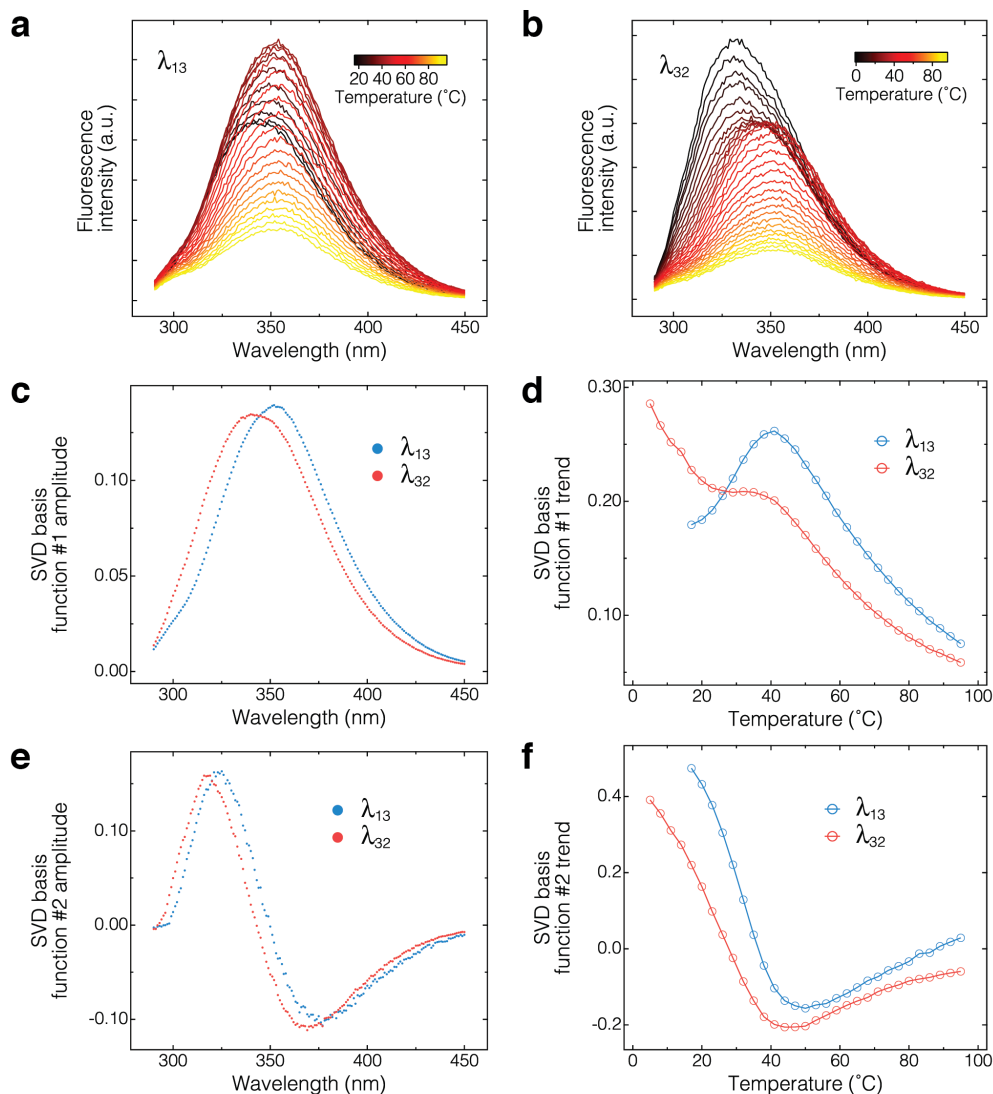 a
λ13
20 40 60 80
Temperature (˚C)
Fluorescence
intensity (a.u.)
300 350 400 450
Wavelength (nm)
b
λ32
0 40 80
Temperature (˚C)
Fluorescence
intensity (a.u.)
300 350 400 450
Wavelength (nm)
c
SVD basis
function #1 amplitude
0.10
0.05
0.00
λ13
λ32
300 350 400 450
Wavelength (nm)
d
SVD basis
function #1 trend
0.30
0.20
0.10
λ13
λ32
0 20 40 60 80 100
Temperature (˚C)
e
SVD basis
function #2 amplitude
0.10
0.00
-0.10
λ13
λ32
300 350 400 450
Wavelength (nm)
f
SVD basis
function #2 trend
0.4
0.2
0.0
-0.2
λ13
λ32
0 20 40 60 80 100
Temperature (˚C)